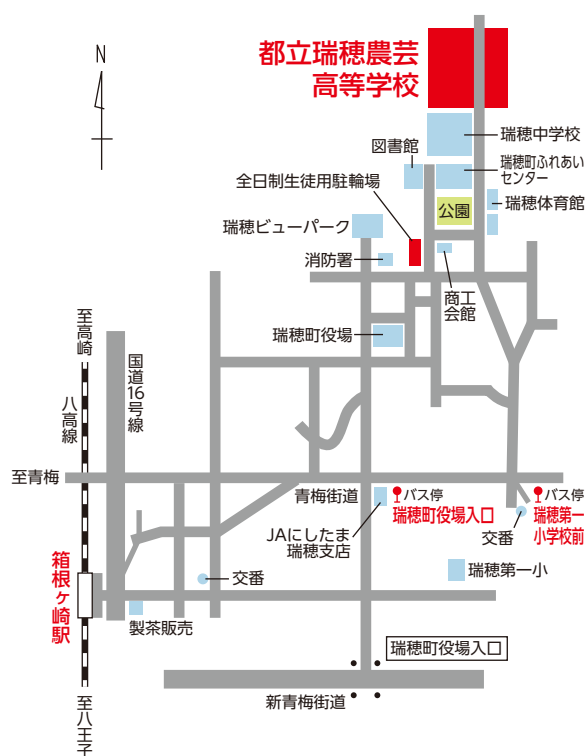 N
都立瑞穂農芸
高等学校
瑞穂中学校
図書館
瑞穂町ふれあい
センター
全日制生徒用駐輪場
公園
瑞穂体育館
瑞穂ビューパーク
消防署
商工
会館
至高崎
瑞穂町役場
国道16号線
八高線
至青梅
青梅街道
バス停
瑞穂町役場入口
バス停
瑞穂第一
小学校前
JAにしたま
瑞穂支店
交番
箱根ヶ崎駅
交番
瑞穂第一小
製茶販売
瑞穂町役場入口
新青梅街道
至八王子